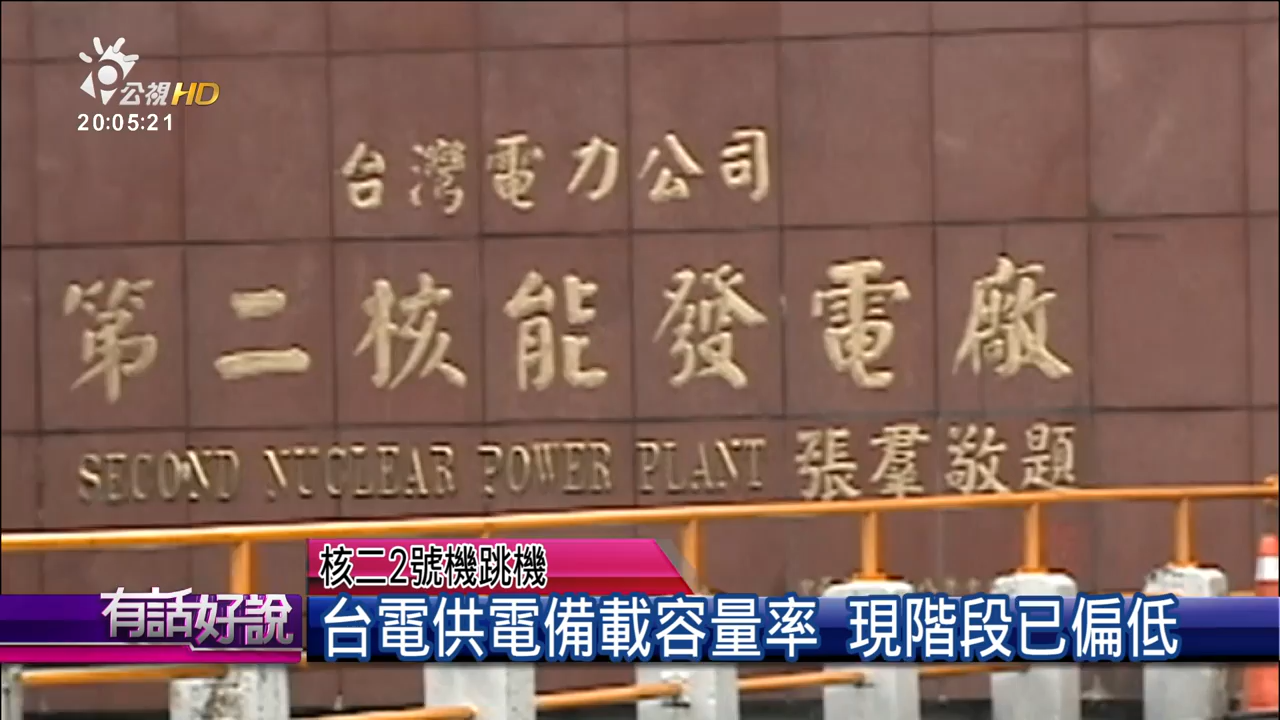 公視HD
20:05:21
台灣電力公司
第二核能發電廠
SECOND NUCLEAR POWER PLANT 張羣敬題
核二2號機跳機
有話好說
台電供電備載容量率 現階段已偏低